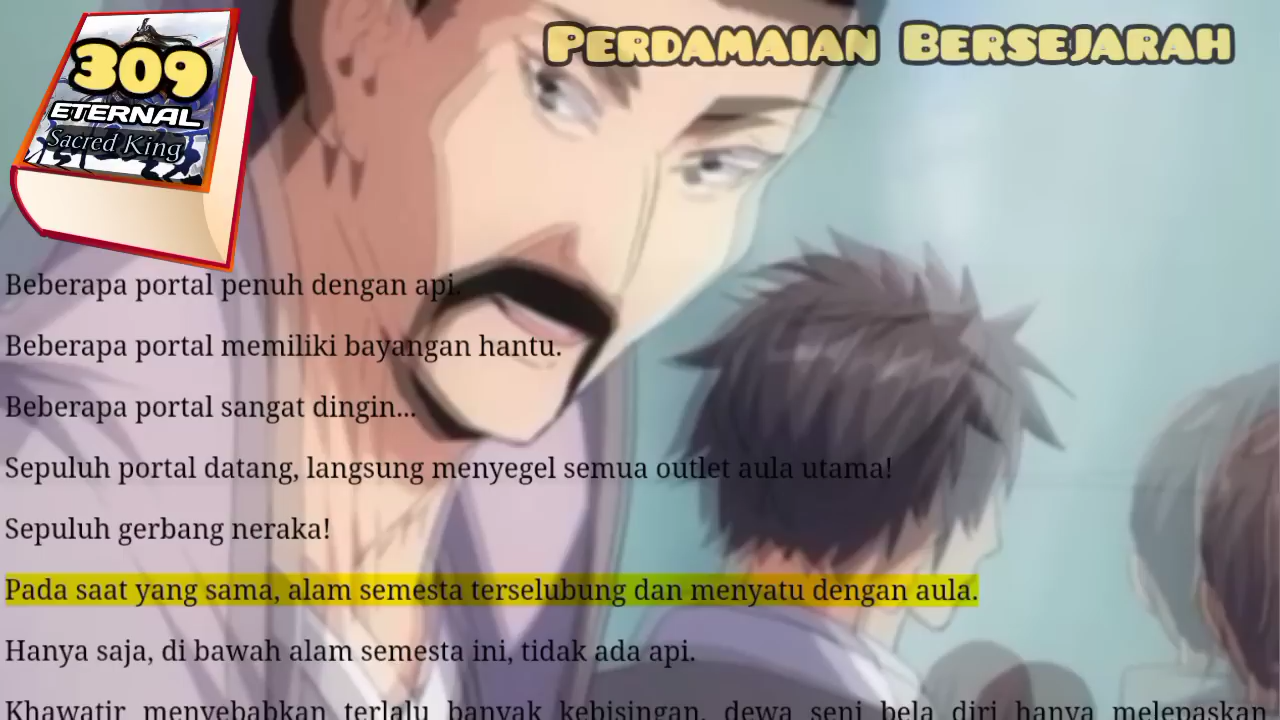 309
ETERNAL
Sacred King
PERDAMAIAN BERSEJARAH
Beberapa portal penuh dengan api.
Beberapa portal memiliki bayangan hantu.
Beberapa portal sangat dingin...
Sepuluh portal datang, langsung menyegel semua outlet aula utama!
Sepuluh gerbang neraka!
Pada saat yang sama, alam semesta terselubung dan menyatu dengan aula.
Hanya saja, di bawah alam semesta ini, tidak ada api.
Khawatir menyebabkan terlalu banyak kebisingan, dewa seni bela diri hanya melepaskan